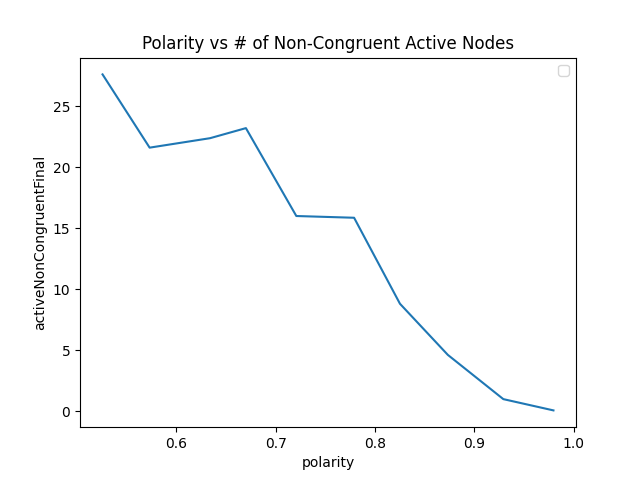 Polarity vs # of Non-Congruent Active Nodes
25
20
15
10
5
0
activeNonCongruentFinal
0.6 0.7 0.8 0.9 1.0
polarity